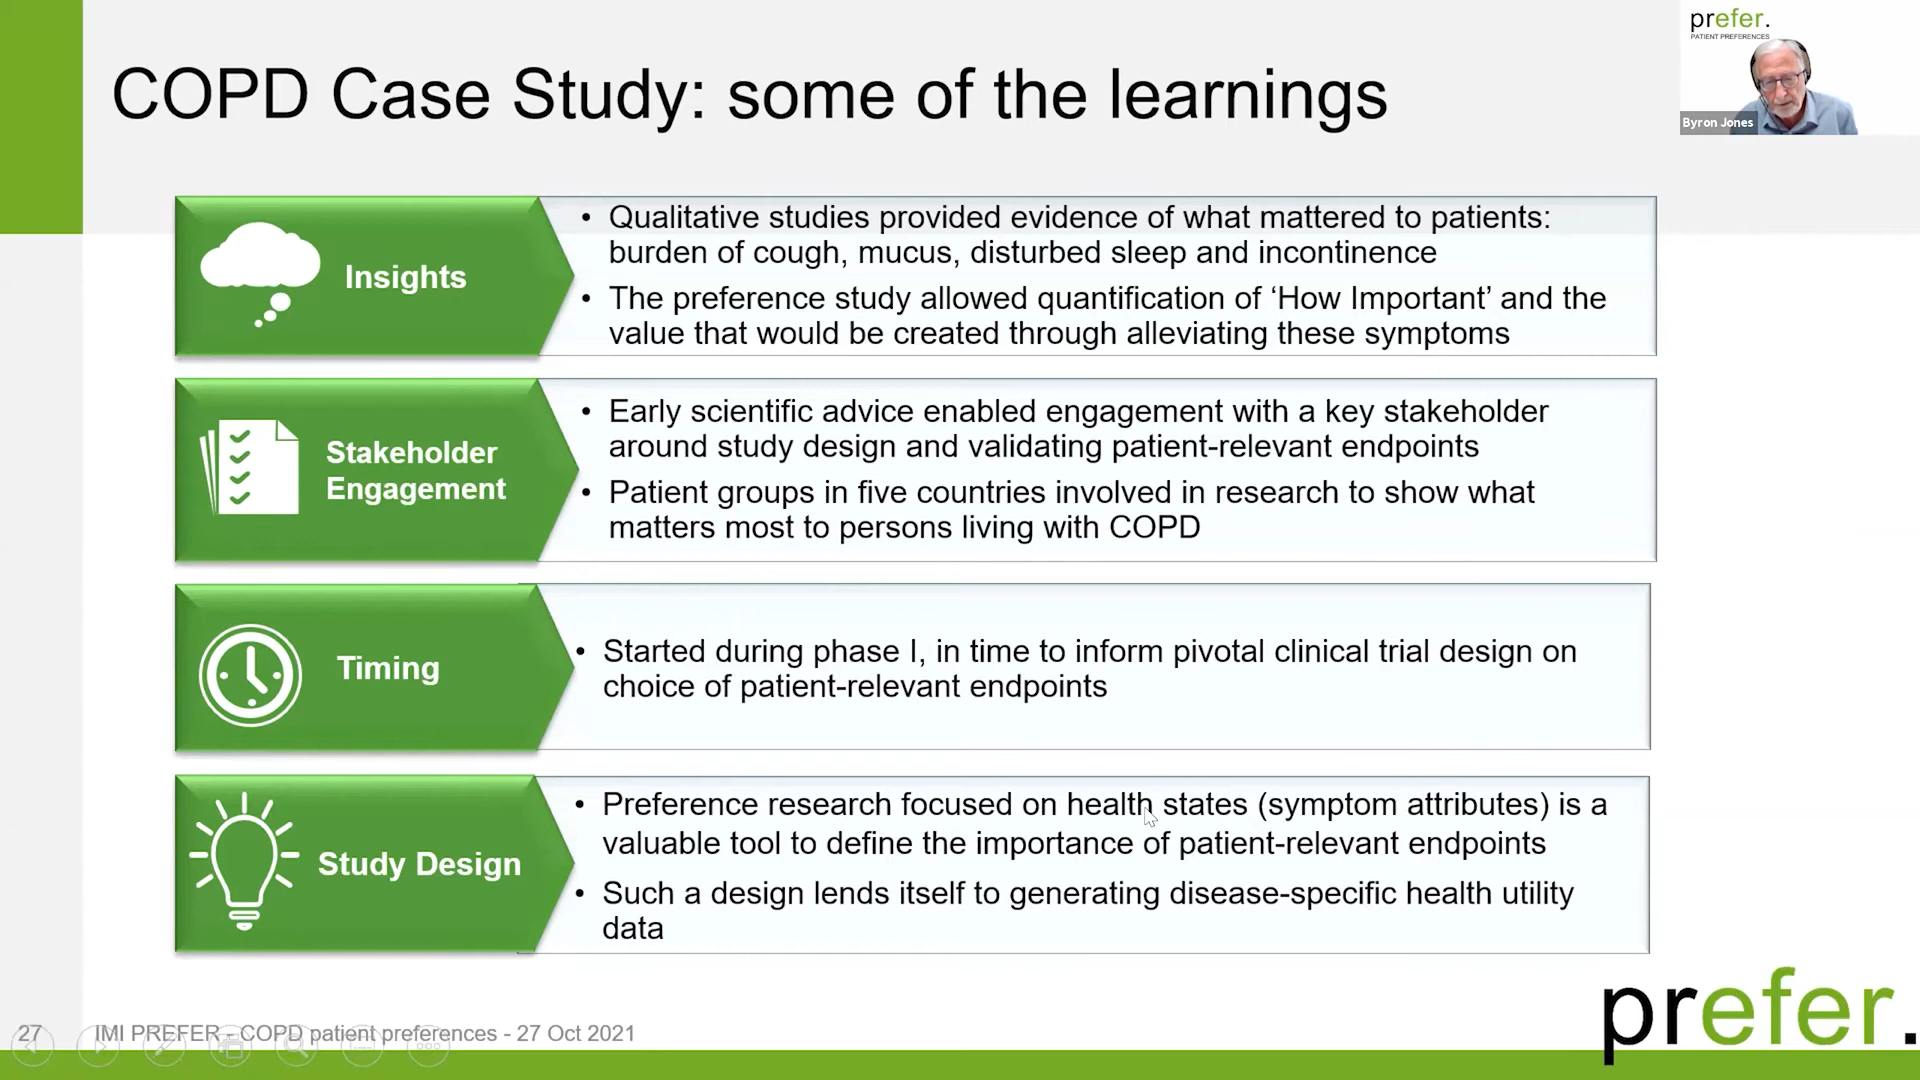 prefer.
PATIENT PREFERENCES
Byron Jones
COPD Case Study: some of the learnings
Insights
• Qualitative studies provided evidence of what mattered to patients:
burden of cough, mucus, disturbed sleep and incontinence
• The preference study allowed quantification of ‘How Important’ and the
value that would be created through alleviating these symptoms
Stakeholder
Engagement
• Early scientific advice enabled engagement with a key stakeholder
around study design and validating patient-relevant endpoints
• Patient groups in five countries involved in research to show what
matters most to persons living with COPD
Timing
• Started during phase I, in time to inform pivotal clinical trial design on
choice of patient-relevant endpoints
Study Design
• Preference research focused on health states (symptom attributes) is a
valuable tool to define the importance of patient-relevant endpoints
• Such a design lends itself to generating disease-specific health utility
data
27 IMI PREFER - COPD patient preferences - 27 Oct 2021
prefer.